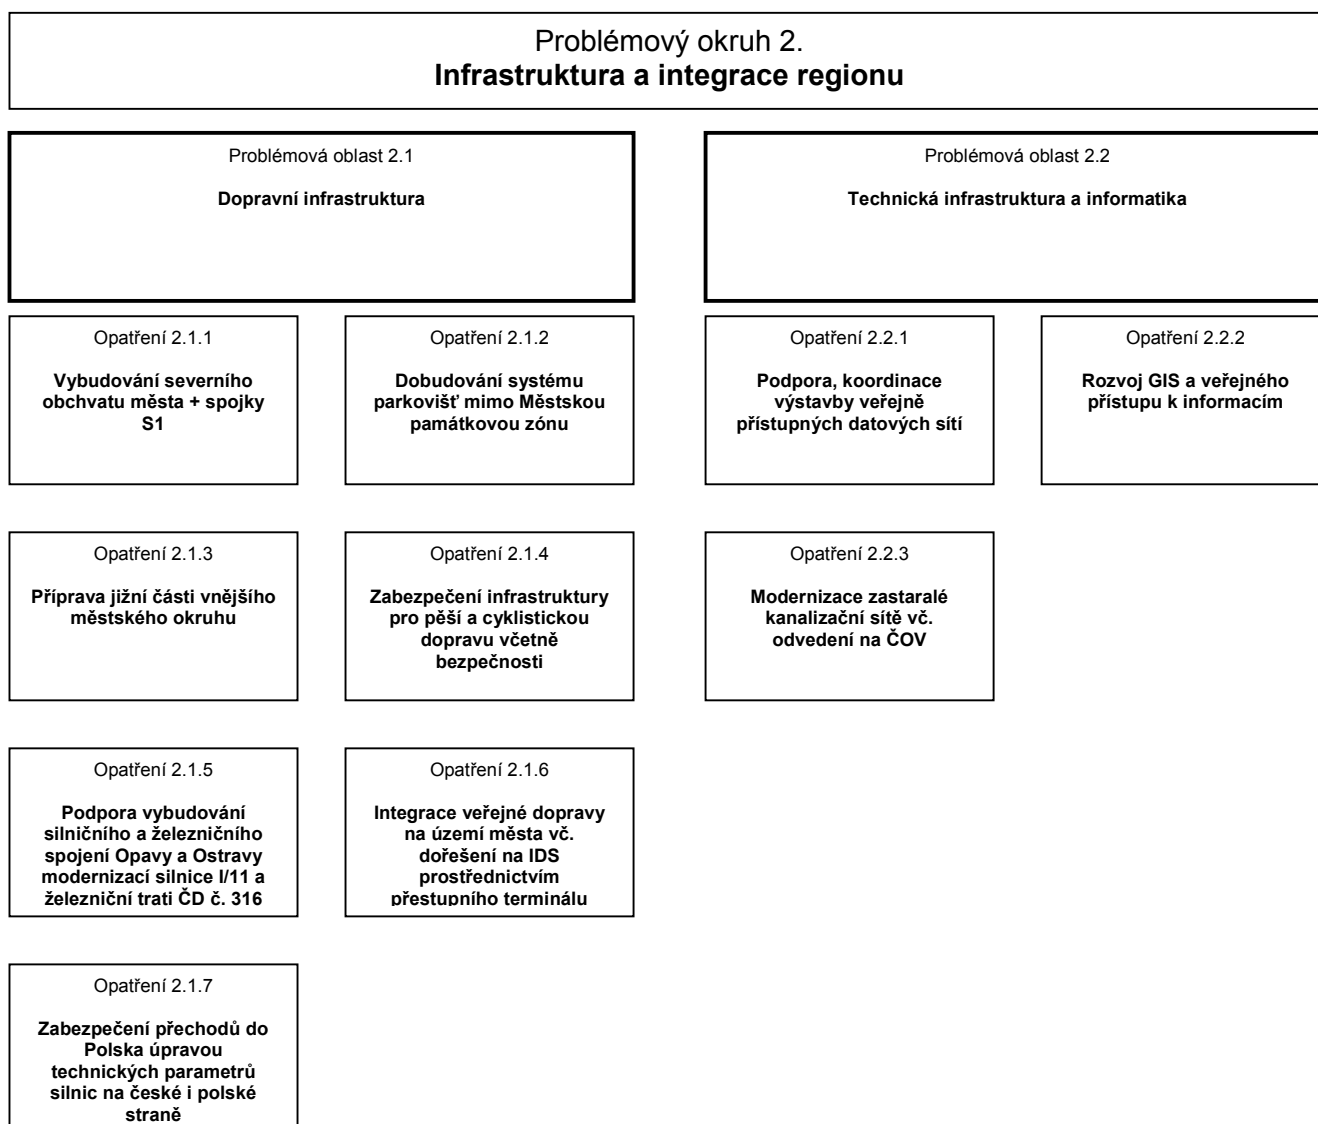 Problémový okruh 2.
Infrastruktura a integrace regionu
Problémová oblast 2.1
Dopravní infrastruktura
Problémová oblast 2.2
Technická infrastruktura a informatika
Opatření 2.1.1
Vybudování severního
obchvatu města + spojky
S1
Opatření 2.1.2
Dobudování systému
parkovišť mimo Městskou
památkovou zónu
Opatření 2.2.1
Podpora, koordinace
výstavby veřejně
přístupných datových sítí
Opatření 2.2.2
Rozvoj GIS a veřejného
přístupu k informacím
Opatření 2.1.3
Příprava jížní části vnějšího
městského okruhu
Opatření 2.1.4
Zabezpečení infrastruktury
pro pěší a cyklistickou
dopravu včetně
bezpečnosti
Opatření 2.2.3
Modernizace zastaralé
kanalizační sítě vč.
odvedení na ČOV
Opatření 2.1.5
Podpora vybudování
silničního a železničního
spojení Opavy a Ostravy
modernizací silnice I/11 a
železniční trati ČD č. 316
Opatření 2.1.6
Integrace veřejné dopravy
na území města vč.
dořešení na IDS
prostřednictvím
přestupního terminálu
Opatření 2.1.7
Zabezpečení přechodů do
Polska úpravou
technických parametrů
silnic na české i polské
straně